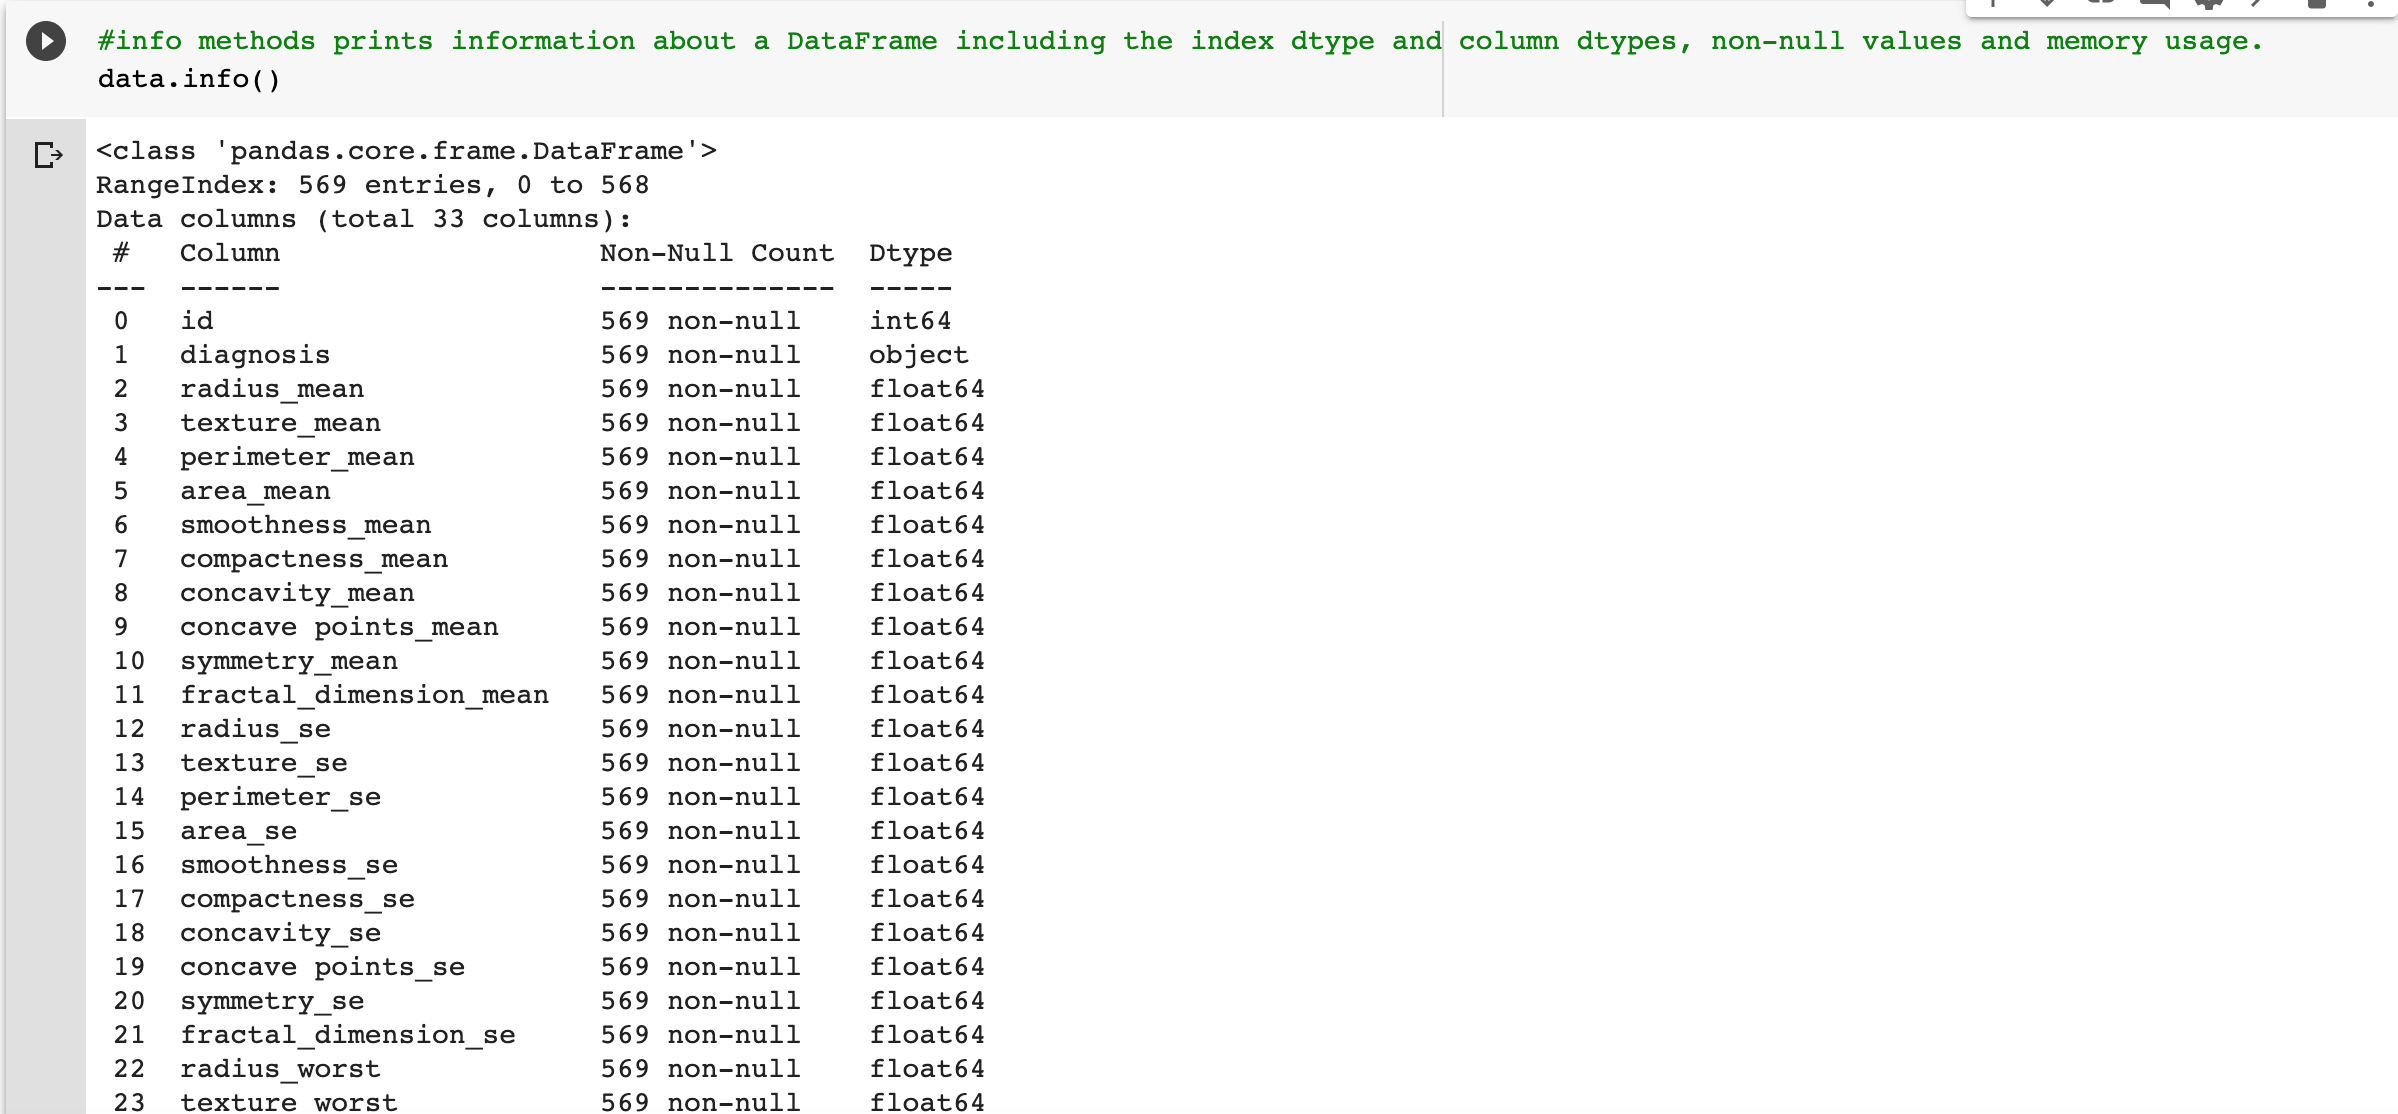 #info methods prints information about a DataFrame including the index dtype and column dtypes, non-null values and memory usage.
data.info()
<class 'pandas.core.frame.DataFrame'>
RangeIndex: 569 entries, 0 to 568
Data columns (total 33 columns):
 #   Column                   Non-Null Count  Dtype
---  ------                   --------------  -----
 0   id                       569 non-null    int64
 1   diagnosis                569 non-null    object
 2   radius_mean              569 non-null    float64
 3   texture_mean             569 non-null    float64
 4   perimeter_mean           569 non-null    float64
 5   area_mean                569 non-null    float64
 6   smoothness_mean          569 non-null    float64
 7   compactness_mean         569 non-null    float64
 8   concavity_mean           569 non-null    float64
 9   concave points_mean      569 non-null    float64
 10  symmetry_mean            569 non-null    float64
 11  fractal_dimension_mean   569 non-null    float64
 12  radius_se                569 non-null    float64
 13  texture_se               569 non-null    float64
 14  perimeter_se             569 non-null    float64
 15  area_se                  569 non-null    float64
 16  smoothness_se            569 non-null    float64
 17  compactness_se           569 non-null    float64
 18  concavity_se             569 non-null    float64
 19  concave points_se        569 non-null    float64
 20  symmetry_se              569 non-null    float64
 21  fractal_dimension_se     569 non-null    float64
 22  radius_worst             569 non-null    float64
 23  texture_worst            569 non-null    float64